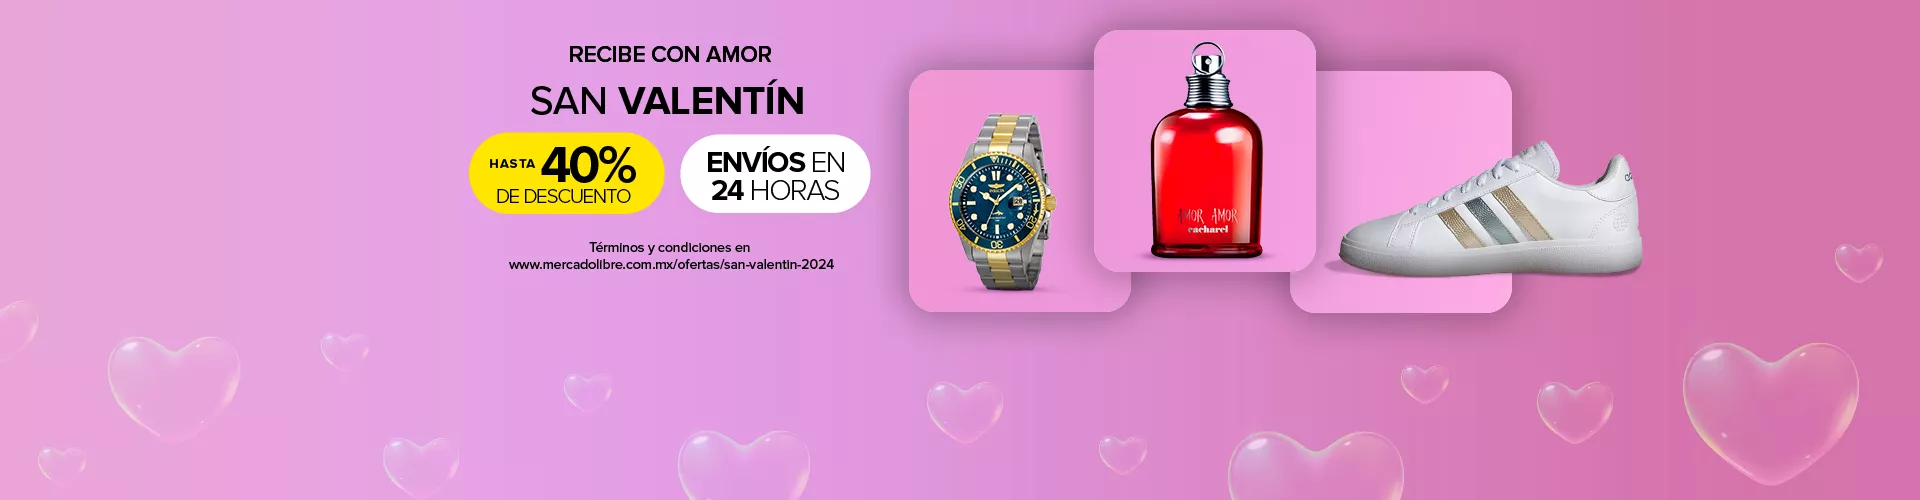 RECIBE CON AMOR
SAN VALENTÍN
HASTA 40%
DE DESCUENTO
ENVÍOS EN
24 HORAS
Términos y condiciones en
www.mercadolibre.com.mx/ofertas/san-valentin-2024
INVICTA
AMOR AMOR
cacharel